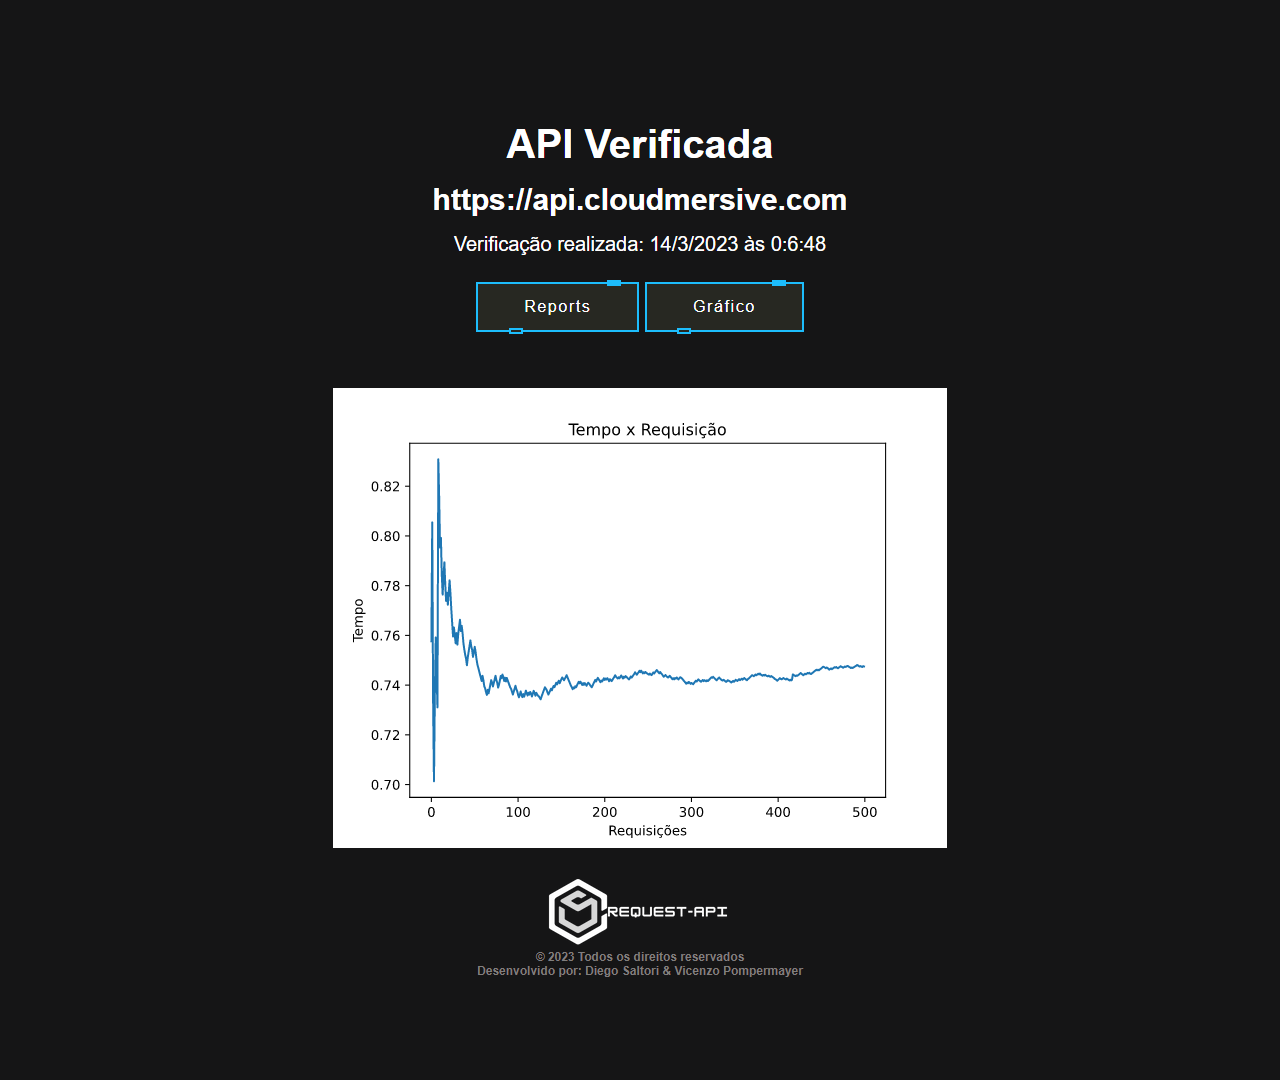 API Verificada
https://api.cloudmersive.com
Verificação realizada: 14/3/2023 às 0:6:48
Reports
Gráfico
Tempo x Requisição
0.82
0.80
0.78
0.76
0.74
0.72
0.70
Tempo
0 100 200 300 400 500
Requisições
REQUEST-API
© 2023 Todos os direitos reservados
Desenvolvido por: Diego Saltori & Vicenzo Pompermayer